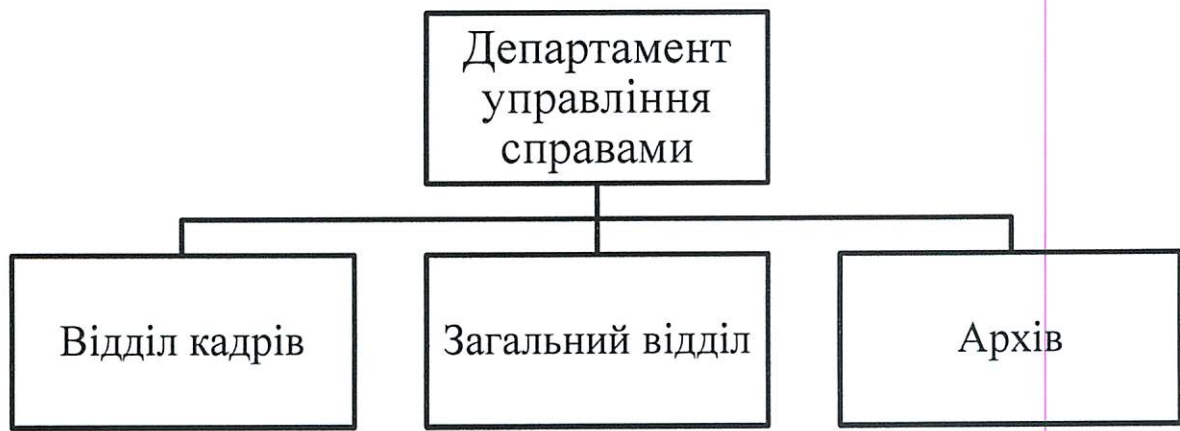 Департамент
управління
справами
Відділ кадрів
Загальний відділ
Архів